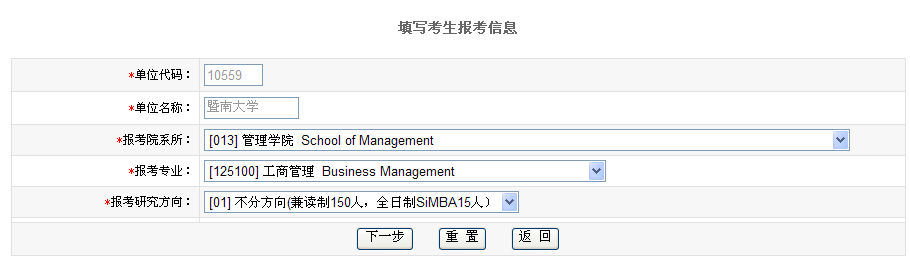 填写考生报考信息
*单位代码： 10559
*单位名称： 暨南大学
*报考院系所： [013] 管理学院 School of Management
*报考专业： [125100] 工商管理 Business Management
*报考研究方向： [01] 不分方向(兼读制150人，全日制SiMBA15人）
下一步 重 置 返 回